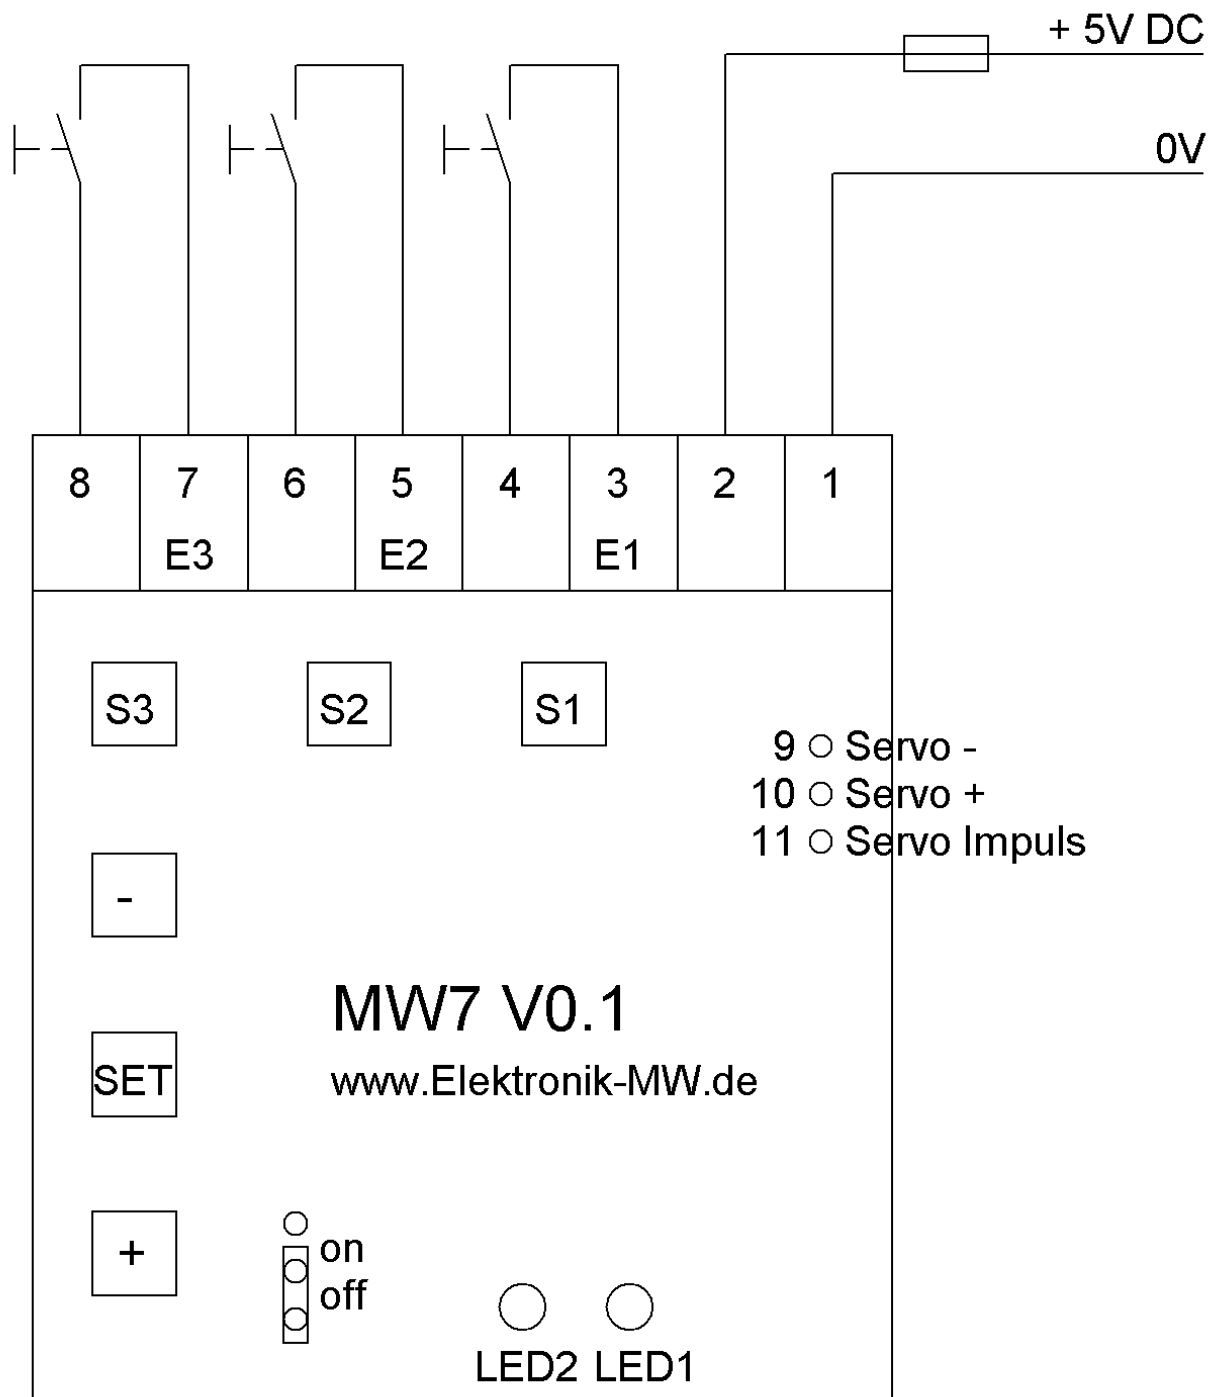 + 5V DC
0V
8 7 6 5 4 3 2 1
E3 E2 E1
S3 S2 S1
9 Servo -
10 Servo +
11 Servo Impuls
-
MW7 V0.1
SET
www.Elektronik-MW.de
+
on
off
LED2 LED1